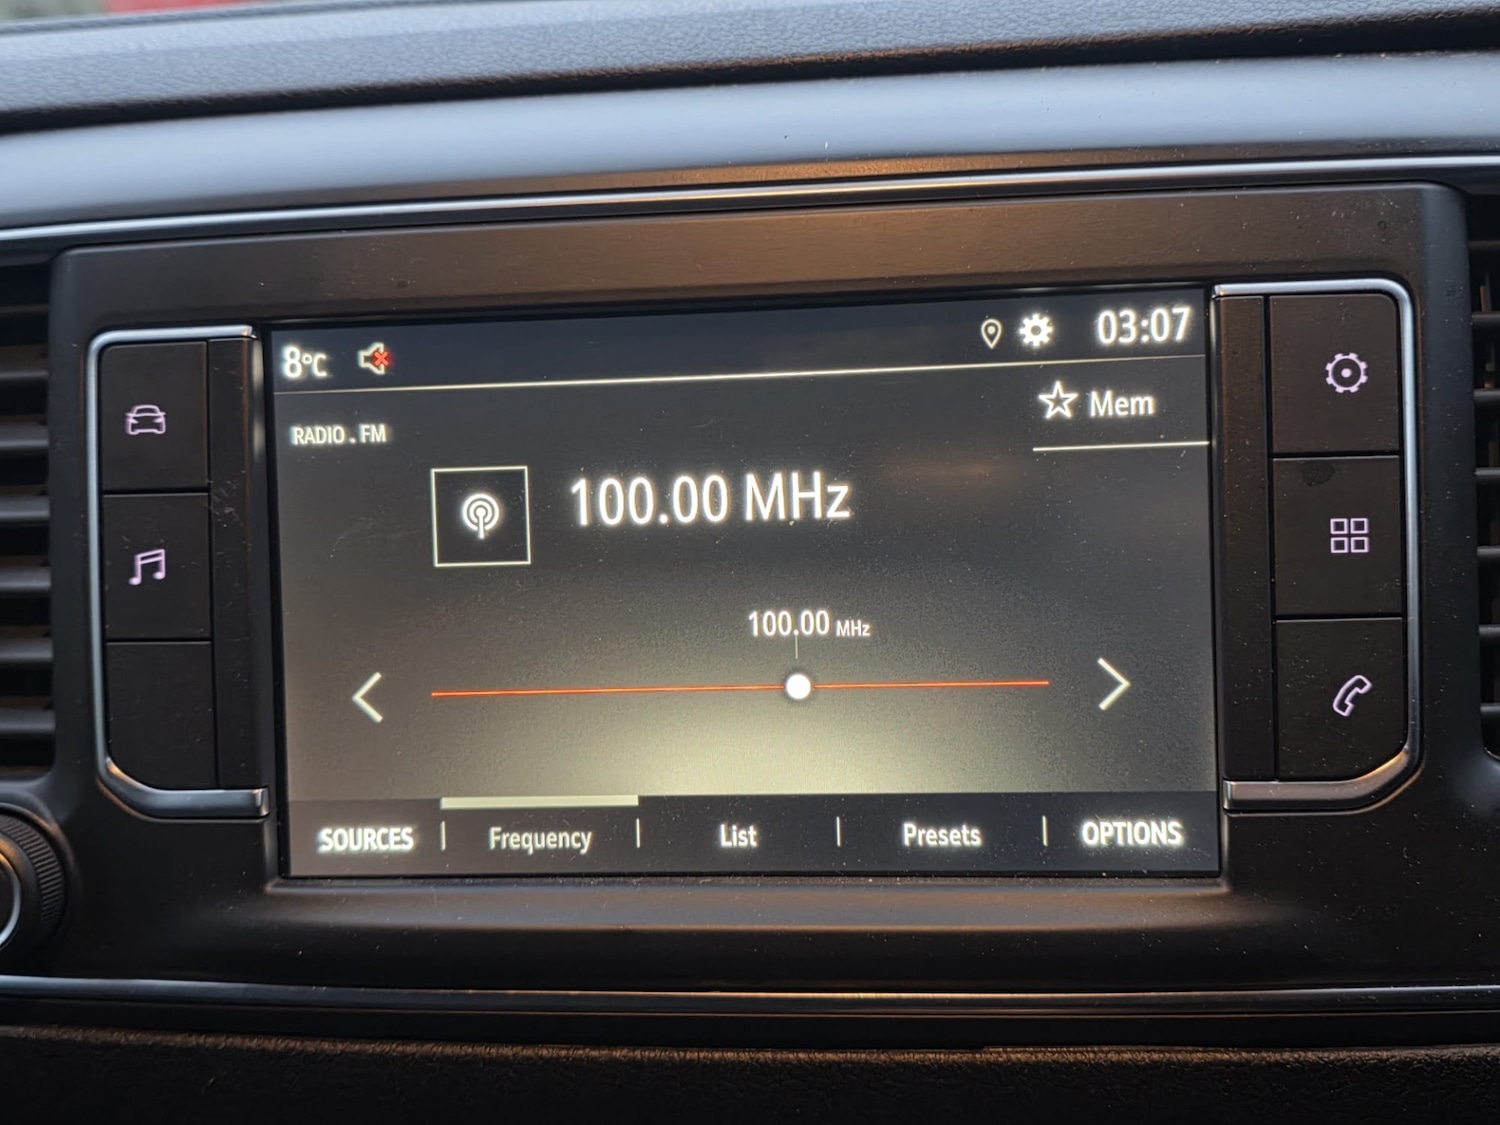 8°C
03:07
Mem
RADIO . FM
100.00 MHz
100.00 MHz
SOURCES
Frequency
List
Presets
OPTIONS